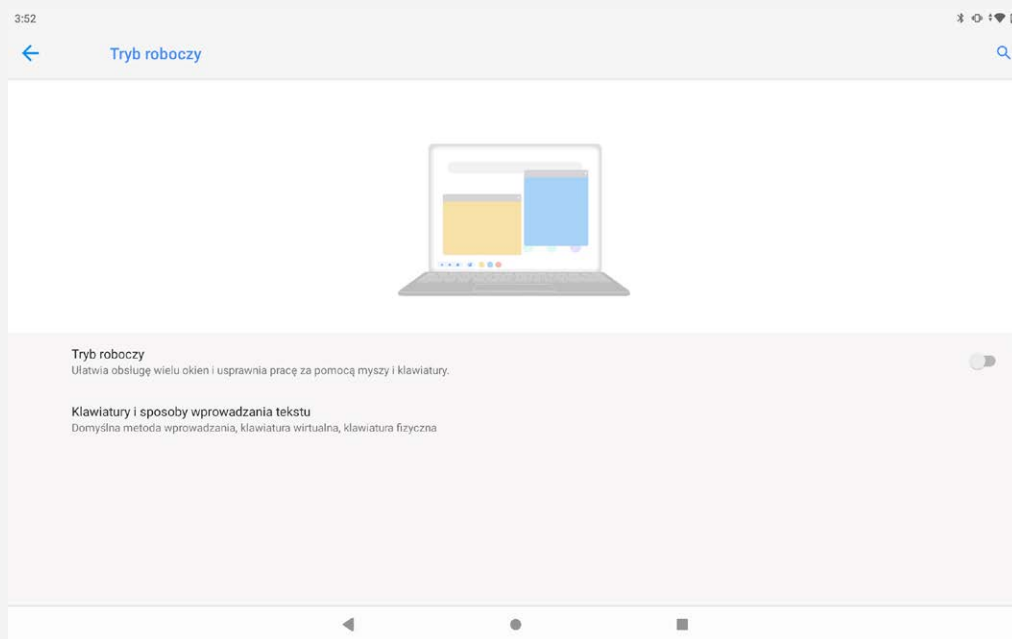 3:52
Tryb roboczy
Tryb roboczy
Ułatwia obsługę wielu okien i usprawnia pracę za pomocą myszy i klawiatury.
Klawiatury i sposoby wprowadzania tekstu
Domyślna metoda wprowadzania, klawiatura wirtualna, klawiatura fizyczna